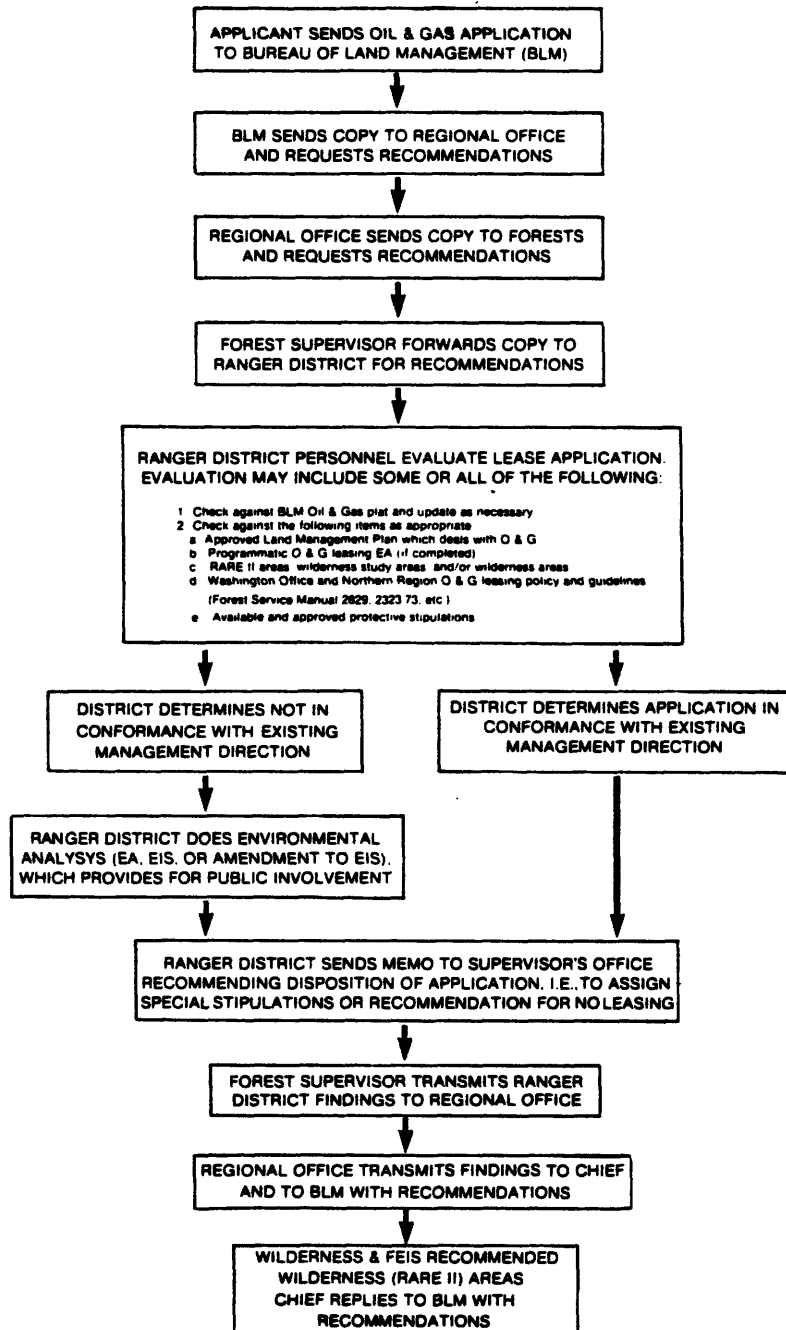 APPLICANT SENDS OIL & GAS APPLICATION
TO BUREAU OF LAND MANAGEMENT (BLM)
BLM SENDS COPY TO REGIONAL OFFICE
AND REQUESTS RECOMMENDATIONS
REGIONAL OFFICE SENDS COPY TO FORESTS
AND REQUESTS RECOMMENDATIONS
FOREST SUPERVISOR FORWARDS COPY TO
RANGER DISTRICT FOR RECOMMENDATIONS
RANGER DISTRICT PERSONNEL EVALUATE LEASE APPLICATION.
EVALUATION MAY INCLUDE SOME OR ALL OF THE FOLLOWING:
1 Check against BLM Oil & Gas plat and update as necessary
2 Check against the following items as appropriate
a Approved Land Management Plan which deals with O & G
b Programmatic O & G leasing EA (if completed)
c RARE II areas wilderness study areas and/or wilderness areas
d Washington Office and Northern Region O & G leasing policy and guidelines
(Forest Service Manual 2829, 2323 73, etc )
e Available and approved protective stipulations
DISTRICT DETERMINES NOT IN
CONFORMANCE WITH EXISTING
MANAGEMENT DIRECTION
DISTRICT DETERMINES APPLICATION IN
CONFORMANCE WITH EXISTING
MANAGEMENT DIRECTION
RANGER DISTRICT DOES ENVIRONMENTAL
ANALYSYS (EA, EIS, OR AMENDMENT TO EIS),
WHICH PROVIDES FOR PUBLIC INVOLVEMENT
RANGER DISTRICT SENDS MEMO TO SUPERVISOR'S OFFICE
RECOMMENDING DISPOSITION OF APPLICATION, I.E., TO ASSIGN
SPECIAL STIPULATIONS OR RECOMMENDATION FOR NO LEASING
FOREST SUPERVISOR TRANSMITS RANGER
DISTRICT FINDINGS TO REGIONAL OFFICE
REGIONAL OFFICE TRANSMITS FINDINGS TO CHIEF
AND TO BLM WITH RECOMMENDATIONS
WILDERNESS & FEIS RECOMMENDED
WILDERNESS (RARE II) AREAS
CHIEF REPLIES TO BLM WITH
RECOMMENDATIONS